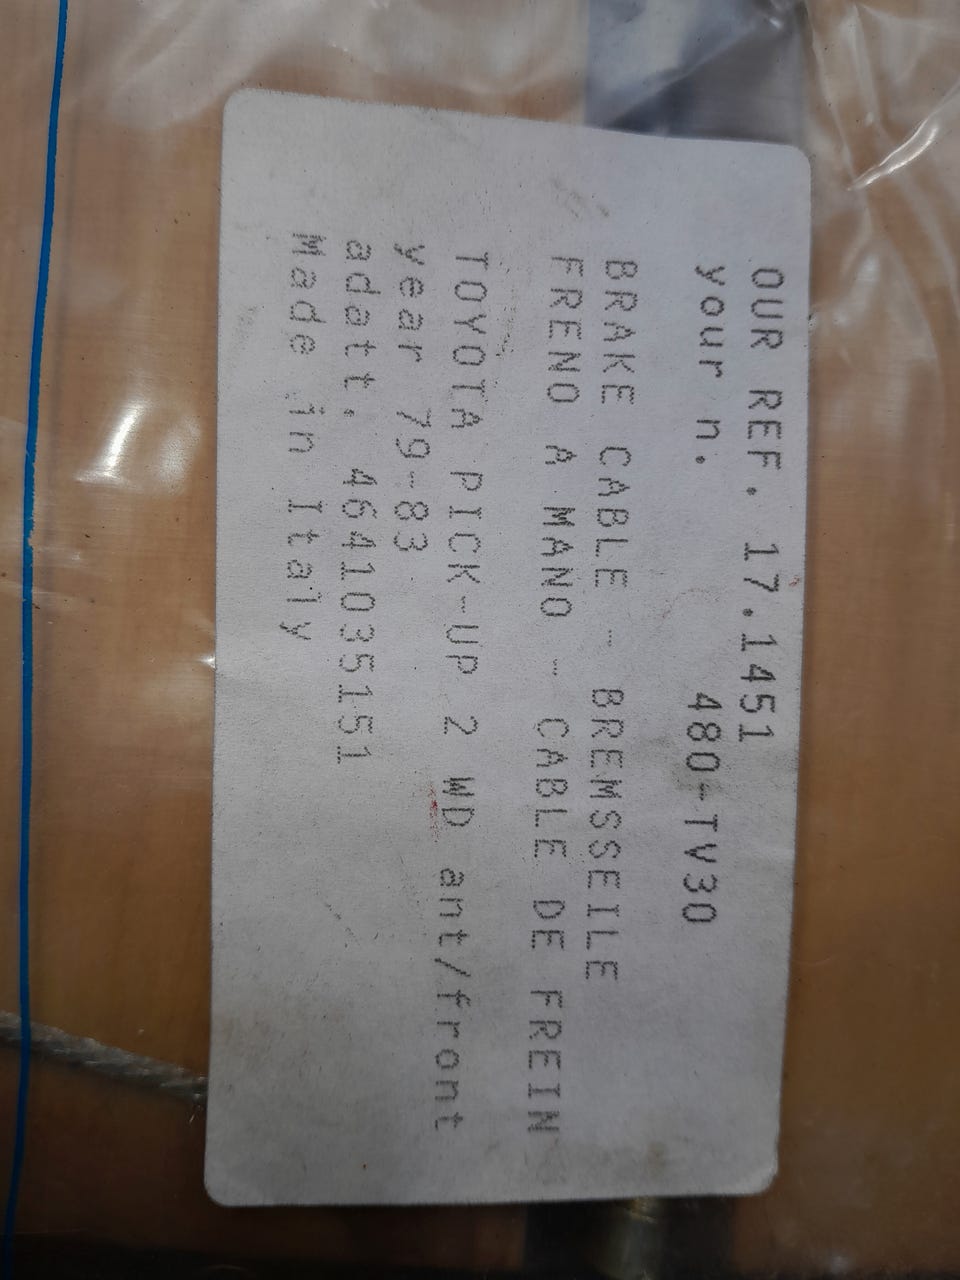 OUR REF. 17.1451
your n. 480-TV30
BRAKE CABLE - BREMSSEILE
FRENO A MANO - CABLE DE FREIN
TOYOTA PICK-UP 2 WD ant/front
year 79-83
adatt. 4641035151
Made in Italy